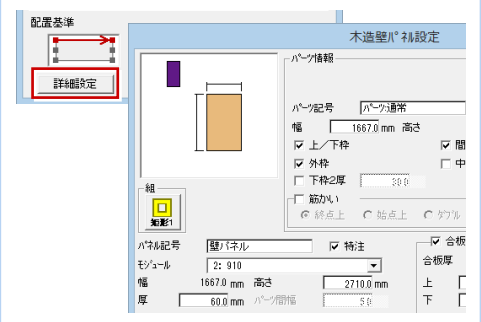 配置基準
詳細設定
木造壁ﾊﾟﾈﾙ設定
ﾊﾟｰﾂ情報
ﾊﾟｰﾂ記号 ﾊﾟｰﾂ:通常
幅 1667.0 mm 高さ
上／下枠 間
外枠 中
下枠2厚 30.0
筋かい
終点上 始点上 ﾀﾞﾌﾞﾙ
組
矩形1
ﾊﾟﾈﾙ記号 壁ﾊﾟﾈﾙ 特注
ﾓｼﾞｭｰﾙ 2: 910
幅 1667.0 mm 高さ 2710.0 mm
厚 60.0 mm ﾊﾟｰﾂ間隔 5.0
合板
合板厚
上
下